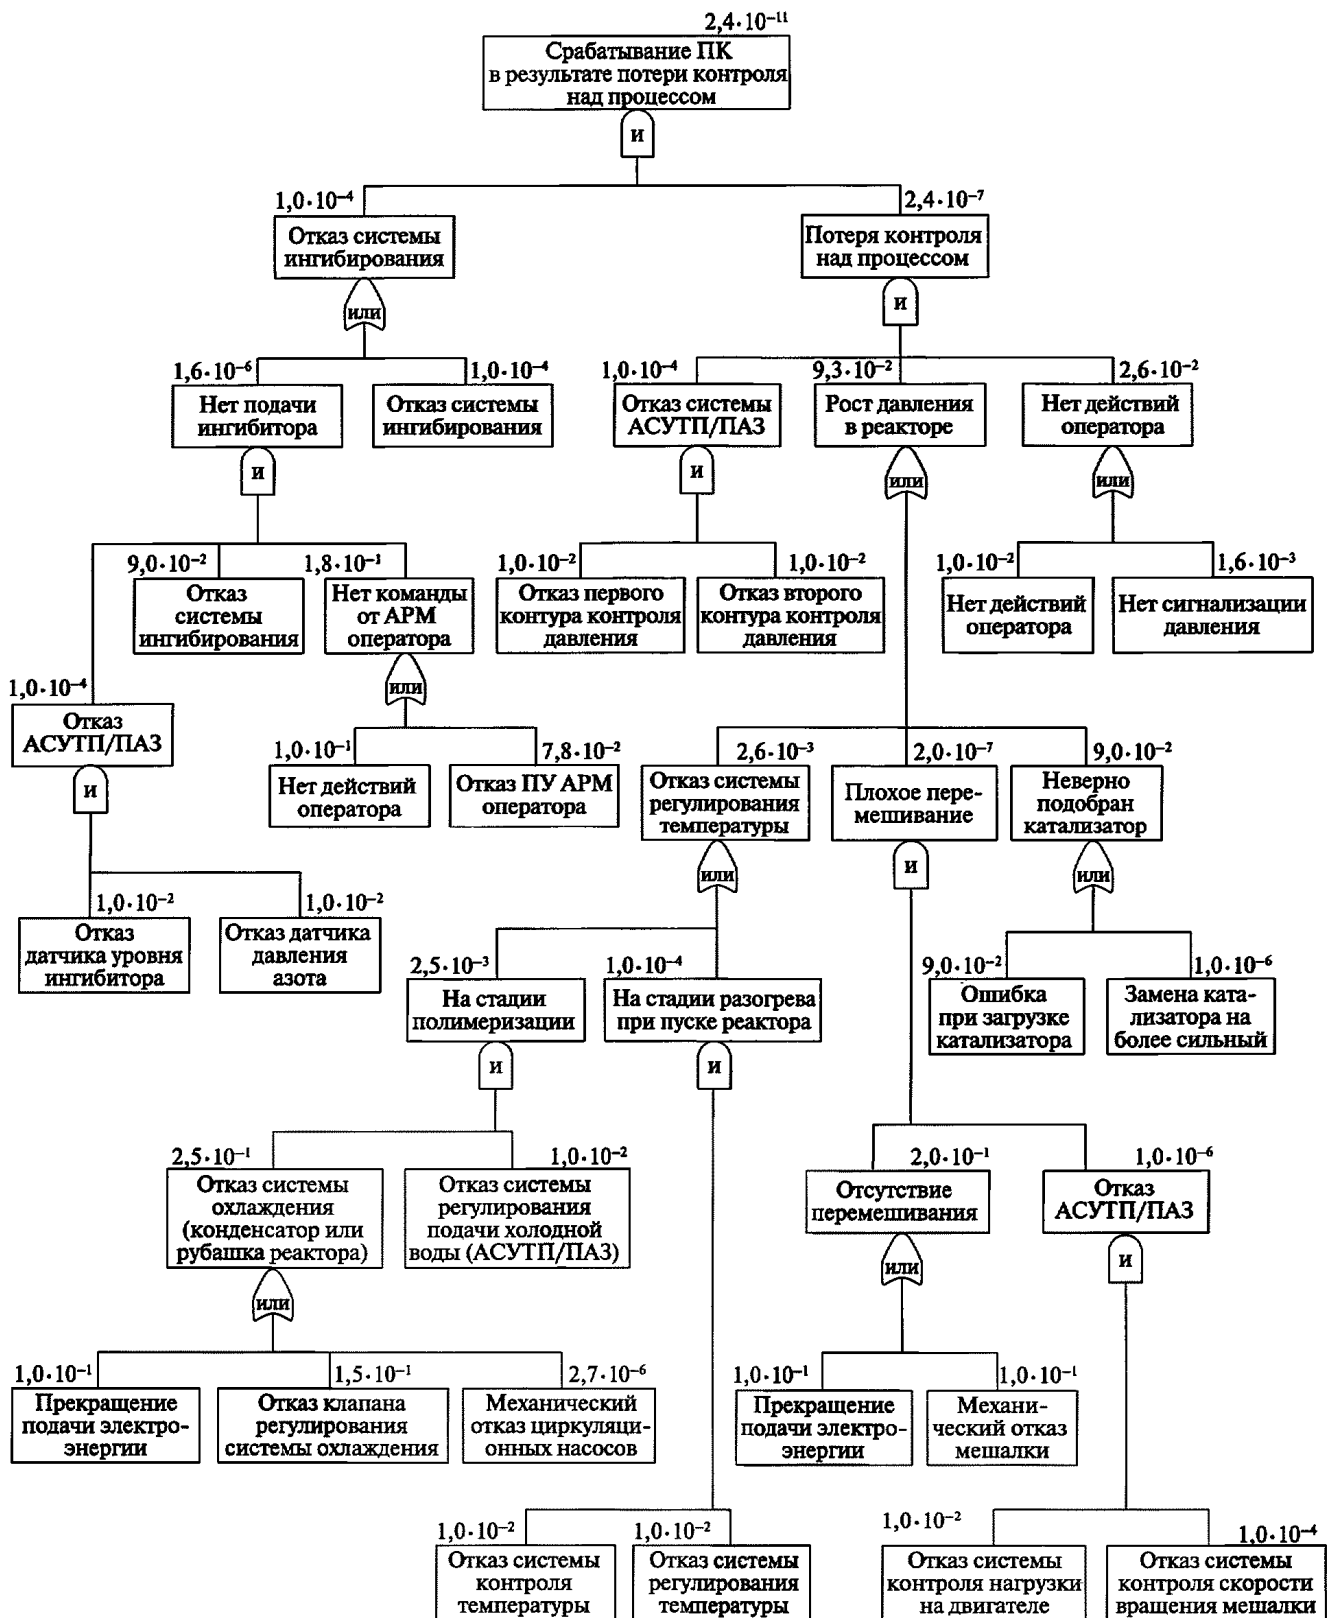 2,4·10⁻¹¹
Срабатывание ПК
в результате потери контроля
над процессом
и
1,0·10⁻⁴
Отказ системы
ингибирования
или
2,4·10⁻⁷
Потеря контроля
над процессом
и
1,6·10⁻⁶
Нет подачи
ингибитора
и
1,0·10⁻⁴
Отказ системы
ингибирования
1,0·10⁻⁴
Отказ системы
АСУТП/ПАЗ
и
9,3·10⁻²
Рост давления
в реакторе
или
2,6·10⁻²
Нет действий
оператора
или
9,0·10⁻²
Отказ
системы
ингибирования
1,8·10⁻¹
Нет команды
от АРМ
оператора
или
1,0·10⁻²
Отказ первого
контура контроля
давления
1,0·10⁻²
Отказ второго
контура контроля
давления
1,0·10⁻²
Нет действий
оператора
1,6·10⁻³
Нет сигнализации
давления
1,0·10⁻⁴
Отказ
АСУТП/ПАЗ
и
1,0·10⁻¹
Нет действий
оператора
7,8·10⁻²
Отказ ПУ АРМ
оператора
2,6·10⁻³
Отказ системы
регулирования
температуры
или
2,0·10⁻⁷
Плохое пере-
мешивание
и
9,0·10⁻²
Неверно
подобран
катализатор
или
1,0·10⁻²
Отказ
датчика уровня
ингибитора
1,0·10⁻²
Отказ датчика
давления
азота
2,5·10⁻³
На стадии
полимеризации
и
1,0·10⁻⁴
На стадии разогрева
при пуске реактора
и
9,0·10⁻²
Ошибка
при загрузке
катализатора
1,0·10⁻⁶
Замена ката-
лизатора на
более сильный
2,5·10⁻¹
Отказ системы
охлаждения
(конденсатор или
рубашка реактора)
или
1,0·10⁻²
Отказ системы
регулирования
подачи холодной
воды (АСУТП/ПАЗ)
2,0·10⁻¹
Отсутствие
перемешивания
или
1,0·10⁻⁶
Отказ
АСУТП/ПАЗ
и
1,0·10⁻¹
Прекращение
подачи электро-
энергии
1,5·10⁻¹
Отказ клапана
регулирования
системы охлаждения
2,7·10⁻⁶
Механический
отказ циркуляци-
онных насосов
1,0·10⁻¹
Прекращение
подачи электро-
энергии
1,0·10⁻¹
Механи-
ческий отказ
мешалки
1,0·10⁻²
Отказ системы
контроля
температуры
1,0·10⁻²
Отказ системы
регулирования
температуры
1,0·10⁻²
Отказ системы
контроля нагрузки
на двигателе
1,0·10⁻⁴
Отказ системы
контроля скорости
вращения мешалки